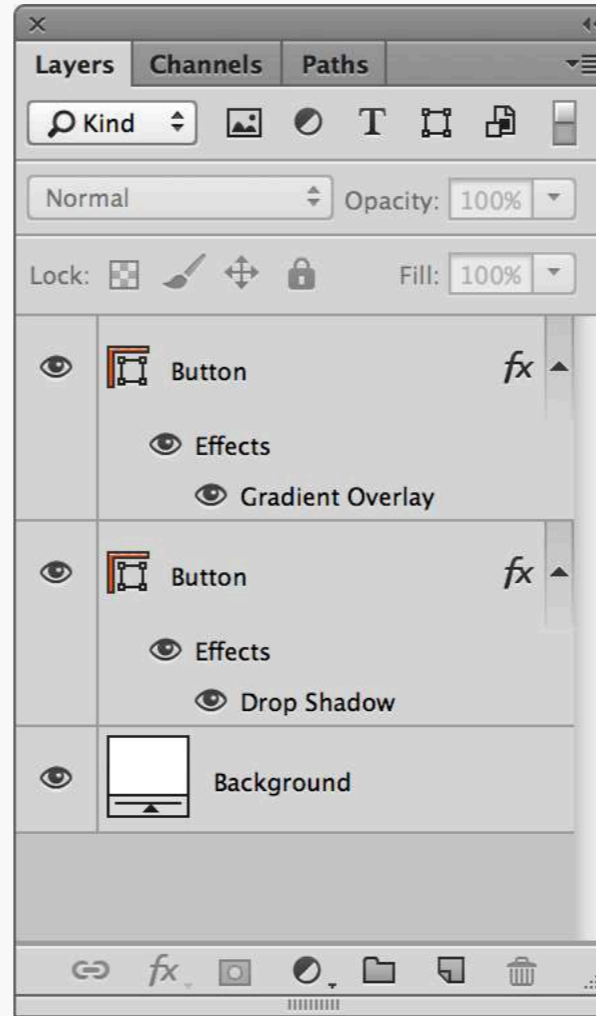 Layers Channels Paths
Kind T
Normal Opacity: 100%
Lock: Fill: 100%
Button fx
Effects
Gradient Overlay
Button fx
Effects
Drop Shadow
Background
fx